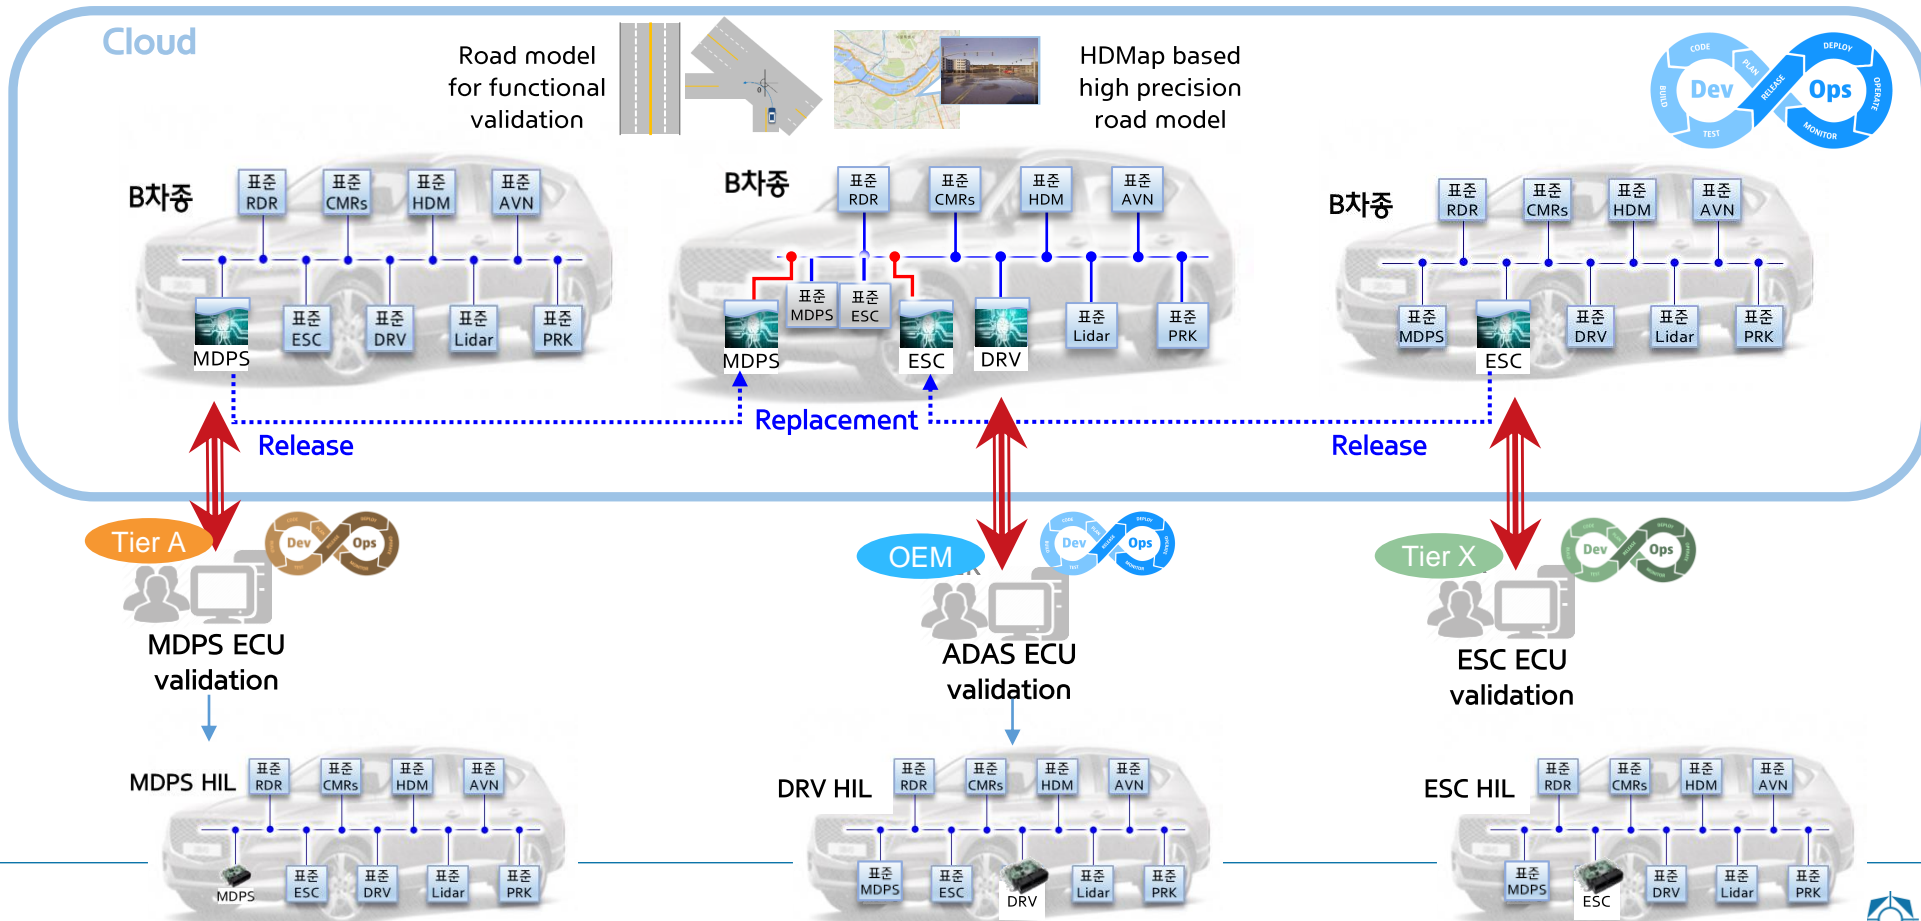 Cloud
Road model
for functional
validation
HDMap based
high precision
road model
CODE
PLAN
BUILD
TEST
RELEASE
DEPLOY
OPERATE
MONITOR
Dev
Ops
B차종
표준
RDR
표준
CMRs
표준
HDM
표준
AVN
MDPS
표준
ESC
표준
DRV
표준
Lidar
표준
PRK
B차종
표준
RDR
표준
CMRs
표준
HDM
표준
AVN
표준
MDPS
표준
ESC
MDPS
ESC
DRV
표준
Lidar
표준
PRK
B차종
표준
RDR
표준
CMRs
표준
HDM
표준
AVN
표준
MDPS
ESC
표준
DRV
표준
Lidar
표준
PRK
Release
Replacement
Release
Tier A
Dev
Ops
MDPS ECU
validation
OEM
Dev
Ops
ADAS ECU
validation
Tier X
Dev
Ops
ESC ECU
validation
MDPS HIL
표준
RDR
표준
CMRs
표준
HDM
표준
AVN
MDPS
표준
ESC
표준
DRV
표준
Lidar
표준
PRK
DRV HIL
표준
RDR
표준
CMRs
표준
HDM
표준
AVN
표준
MDPS
표준
ESC
DRV
표준
Lidar
표준
PRK
ESC HIL
표준
RDR
표준
CMRs
표준
HDM
표준
AVN
표준
MDPS
ESC
표준
DRV
표준
Lidar
표준
PRK